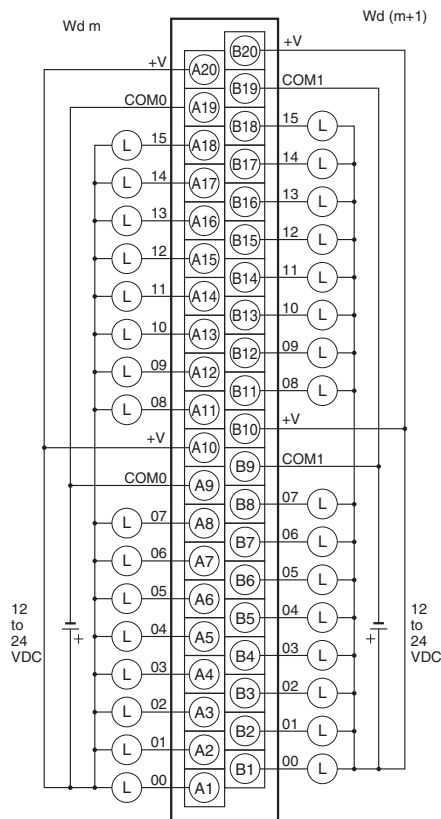 Wd m Wd (m+1)
B20 +V
+V A20
B19 COM1
COM0 A19
B18 15 L
L 15 A18
B17 14 L
L 14 A17
B16 13 L
L 13 A16
B15 12 L
L 12 A15
B14 11 L
L 11 A14
B13 10 L
L 10 A13
B12 09 L
L 09 A12
B11 08 L
L 08 A11
B10 +V
+V A10
B9 COM1
COM0 A9
B8 07 L
L 07 A8
B7 06 L
L 06 A7
B6 05 L
L 05 A6
B5 04 L
L 04 A5
B4 03 L
L 03 A4
B3 02 L
L 02 A3
B2 01 L
L 01 A2
B1 00 L
L 00 A1
12
to
24
VDC
+
12
to
24
VDC
+